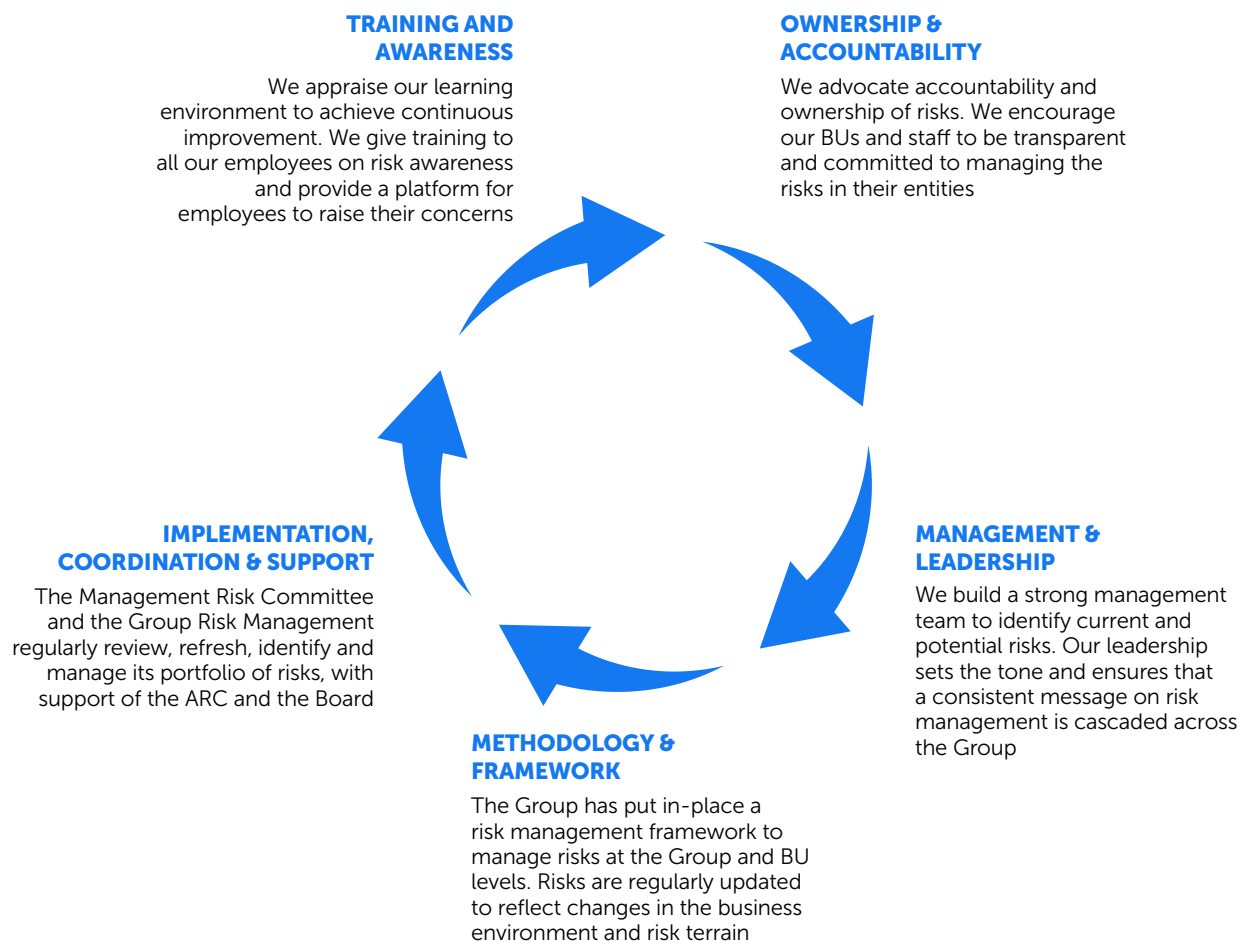 TRAINING AND
AWARENESS
We appraise our learning
environment to achieve continuous
improvement. We give training to
all our employees on risk awareness
and provide a platform for
employees to raise their concerns
OWNERSHIP &
ACCOUNTABILITY
We advocate accountability and
ownership of risks. We encourage
our BUs and staff to be transparent
and committed to managing the
risks in their entities
MANAGEMENT &
LEADERSHIP
We build a strong management
team to identify current and
potential risks. Our leadership
sets the tone and ensures that
a consistent message on risk
management is cascaded across
the Group
METHODOLOGY &
FRAMEWORK
The Group has put in-place a
risk management framework to
manage risks at the Group and BU
levels. Risks are regularly updated
to reflect changes in the business
environment and risk terrain
IMPLEMENTATION,
COORDINATION & SUPPORT
The Management Risk Committee
and the Group Risk Management
regularly review, refresh, identify and
manage its portfolio of risks, with
support of the ARC and the Board